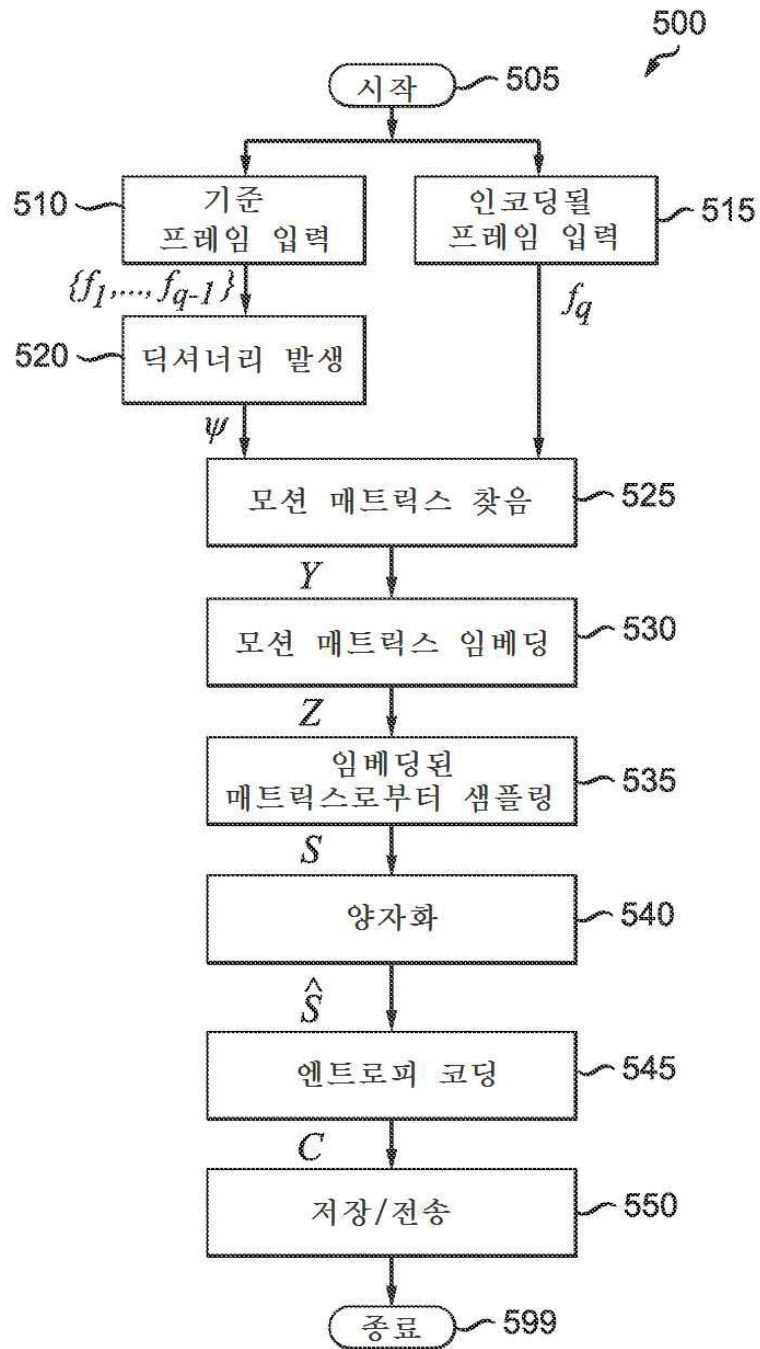 500
시작
505
510
기준
프레임 입력
인코딩될
프레임 입력
515
{f1,..., fq-1}
fq
520
딕셔너리 발생
ψ
모션 매트릭스 찾음
525
Y
모션 매트릭스 임베딩
530
Z
임베딩된
매트릭스로부터 샘플링
535
S
양자화
540
Ŝ
엔트로피 코딩
545
C
저장/전송
550
종료
599